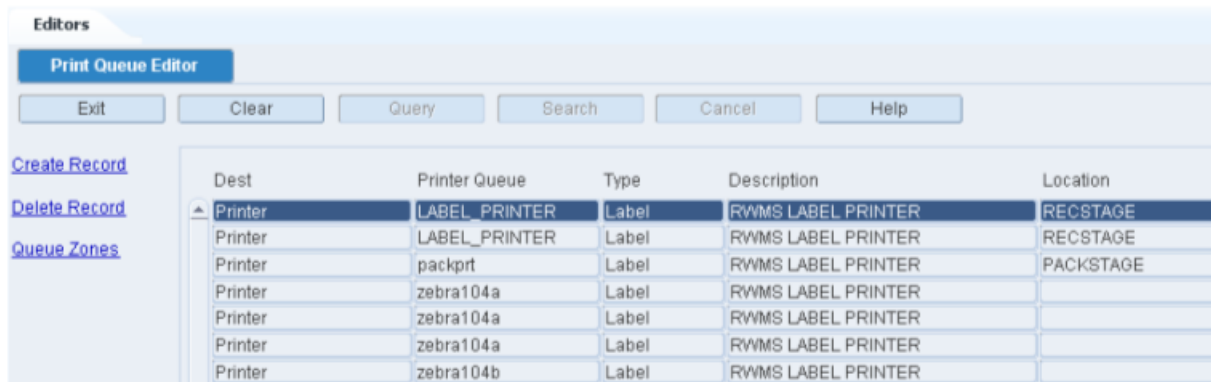 Editors
Print Queue Editor
Exit Clear Query Search Cancel Help
Create Record
Delete Record
Queue Zones
Dest Printer Queue Type Description Location
Printer LABEL_PRINTER Label RWMS LABEL PRINTER RECSTAGE
Printer LABEL_PRINTER Label RWMS LABEL PRINTER RECSTAGE
Printer packprt Label RWMS LABEL PRINTER PACKSTAGE
Printer zebra104a Label RWMS LABEL PRINTER
Printer zebra104a Label RWMS LABEL PRINTER
Printer zebra104a Label RWMS LABEL PRINTER
Printer zebra104b Label RWMS LABEL PRINTER